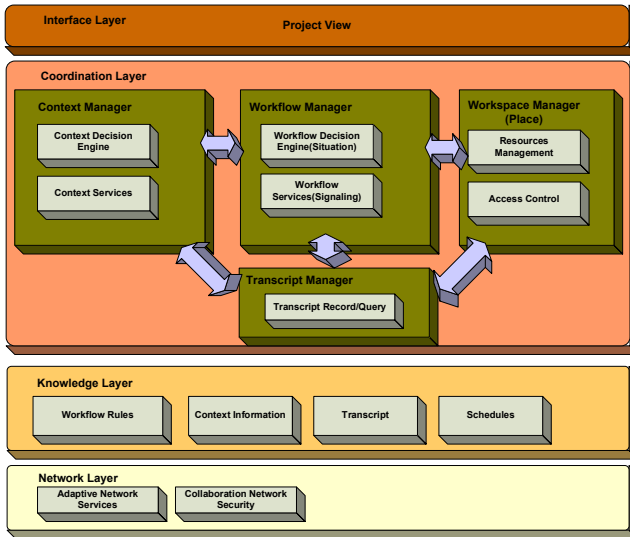 Interface Layer
Project View
Coordination Layer
Context Manager
Context Decision
Engine
Context Services
Workflow Manager
Workflow Decision
Engine(Situation)
Workflow
Services(Signaling)
Workspace Manager
(Place)
Resources
Management
Access Control
Transcript Manager
Transcript Record/Query
Knowledge Layer
Workflow Rules
Context Information
Transcript
Schedules
Network Layer
Adaptive Network
Services
Collaboration Network
Security